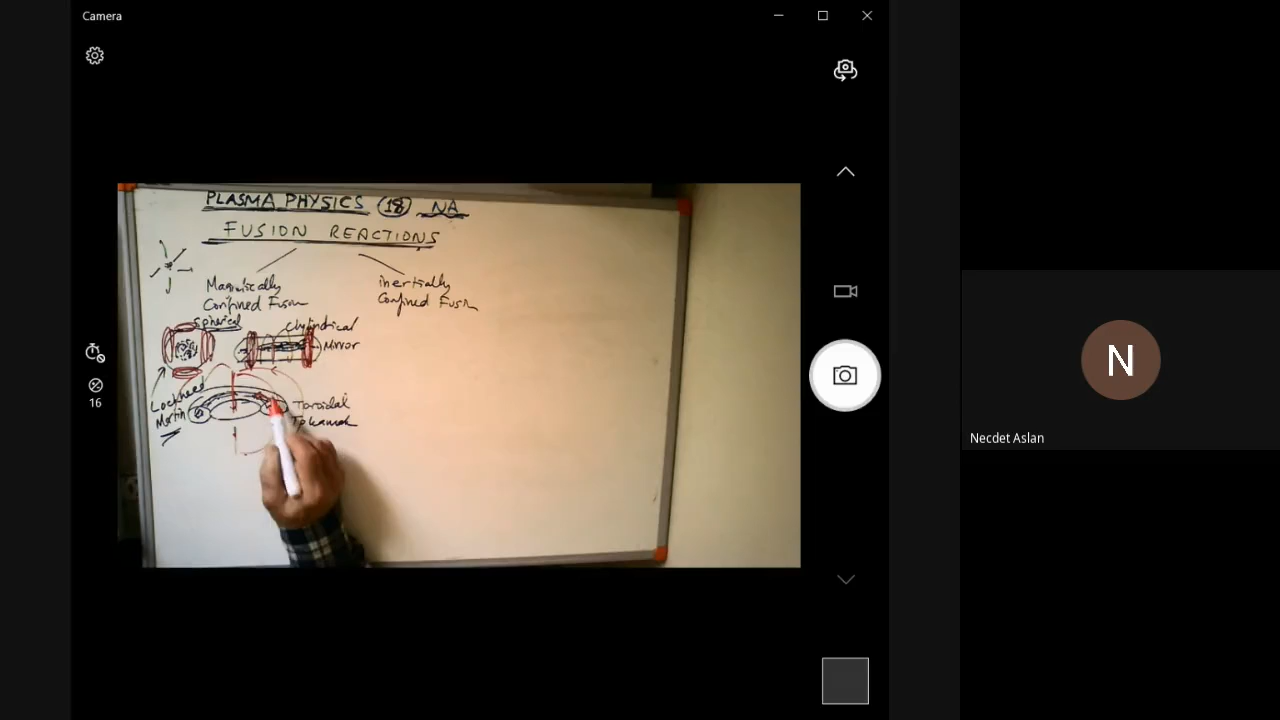 Camera
PLASMA PHYSICS 18 NA
FUSION REACTIONS
Magnetically
Confined Fusion
inertially
Confined Fusn
spherical
Cylindrical
Mirror
Lockheed
Martin
Toroidal
16
N
Necdet Aslan